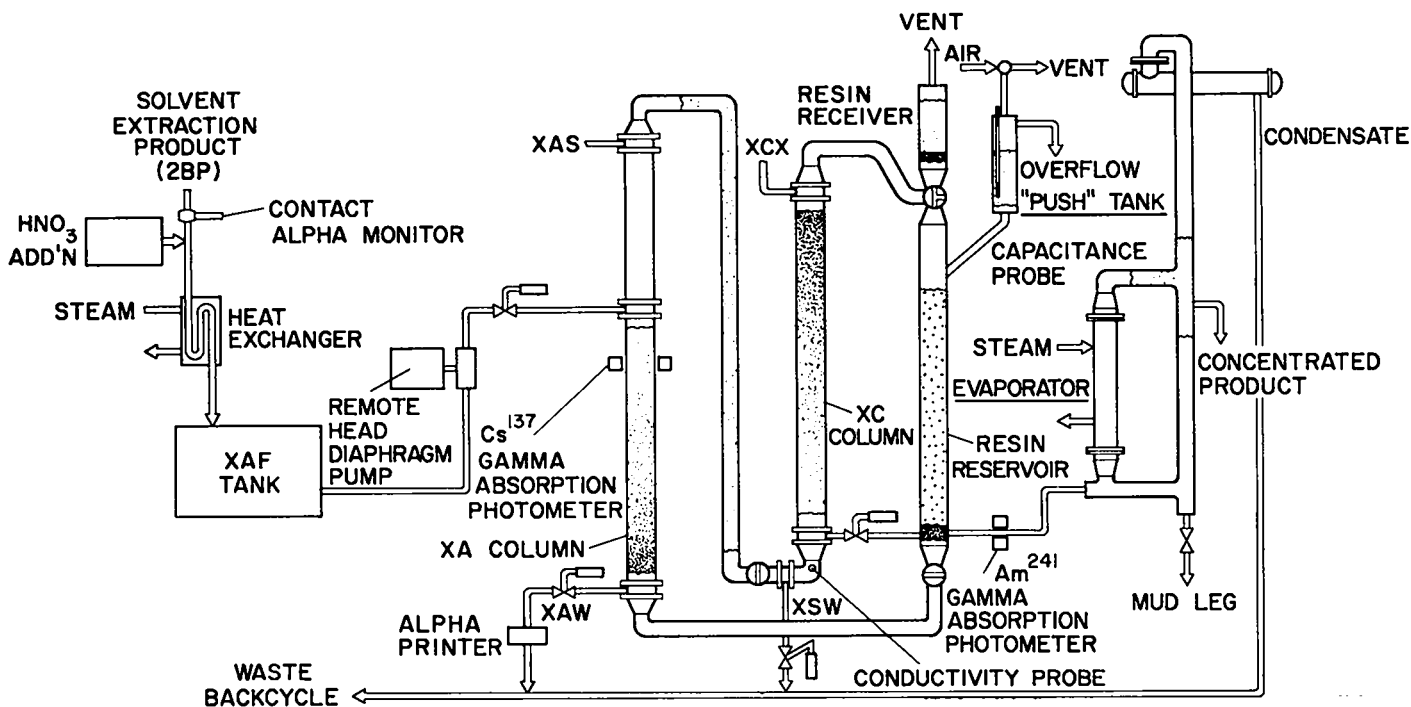 SOLVENT
EXTRACTION
PRODUCT
(2BP)
HNO3
ADD'N
CONTACT
ALPHA MONITOR
STEAM
HEAT
EXCHANGER
XAF
TANK
REMOTE
HEAD
DIAPHRAGM
PUMP
XAS
Cs137
GAMMA
ABSORPTION
PHOTOMETER
XA COLUMN
XAW
ALPHA
PRINTER
WASTE
BACKCYCLE
VENT
AIR
VENT
RESIN
RECEIVER
XCX
OVERFLOW
"PUSH" TANK
CAPACITANCE
PROBE
XC
COLUMN
RESIN
RESERVOIR
XSW
CONDUCTIVITY PROBE
Am241
GAMMA
ABSORPTION
PHOTOMETER
CONDENSATE
STEAM
EVAPORATOR
CONCENTRATED
PRODUCT
MUD LEG